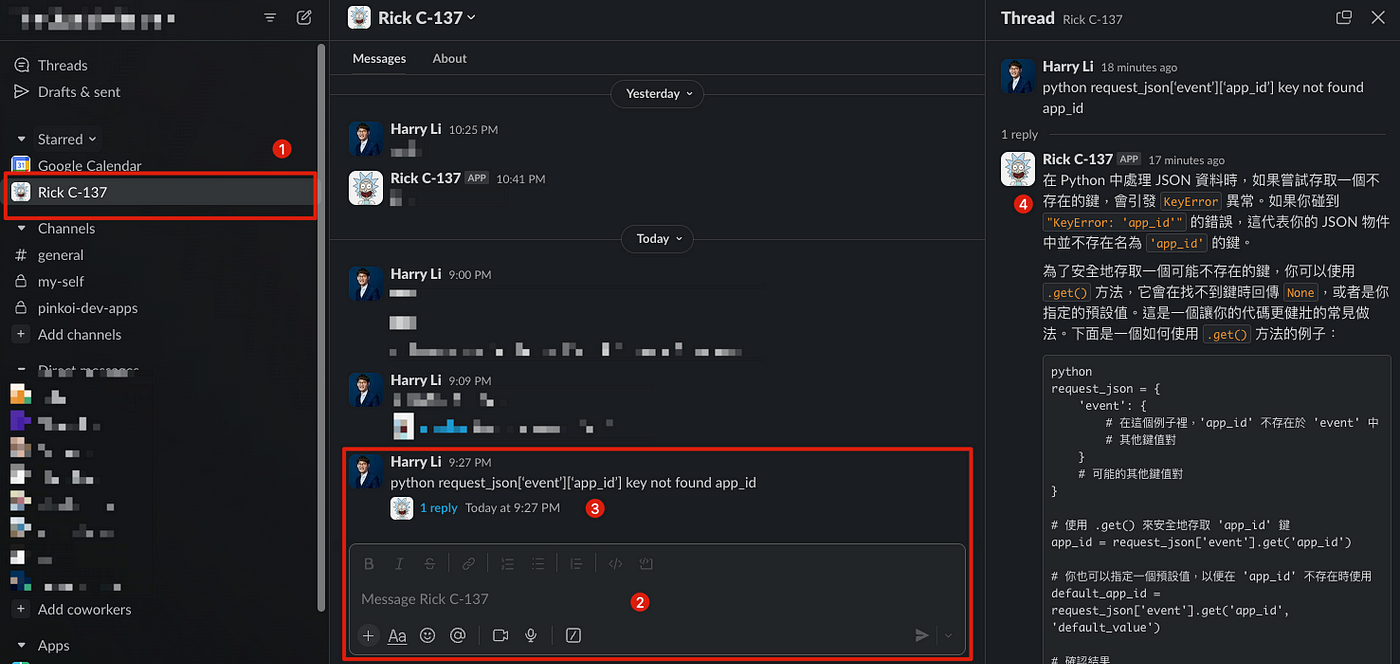 Threads
Drafts & sent
Starred
1
31
Google Calendar
Rick C-137
Channels
# general
my-self
pinkoi-dev-apps
+ Add channels
Direct messages
+ Add coworkers
Apps
Rick C-137
Messages About
Yesterday
Harry Li 10:25 PM
Rick C-137 APP 10:41 PM
Today
Harry Li 9:00 PM
Harry Li 9:09 PM
Harry Li 9:27 PM
python request_json[‘event’][‘app_id’] key not found app_id
1 reply Today at 9:27 PM
3
Message Rick C-137
2
Aa
Thread Rick C-137
Harry Li 18 minutes ago
python request_json[‘event’][‘app_id’] key not found
app_id
1 reply
Rick C-137 APP 17 minutes ago
4
在 Python 中處理 JSON 資料時，如果嘗試存取一個不
存在的鍵，會引發 KeyError 異常。如果你碰到
"KeyError: 'app_id'" 的錯誤，這代表你的 JSON 物件
中並不存在名為 'app_id' 的鍵。
為了安全地存取一個可能不存在的鍵，你可以使用
.get() 方法，它會在找不到鍵時回傳 None，或者是你
指定的預設值。這是一個讓你的代碼更健壯的常見做
法。下面是一個如何使用 .get() 方法的例子：
python
request_json = {
'event': {
# 在這個例子裡，'app_id' 不存在於 'event' 中
# 其他鍵值對
}
# 可能的其他鍵值對
}
# 使用 .get() 來安全地存取 'app_id' 鍵
app_id = request_json['event'].get('app_id')
# 你也可以指定一個預設值，以便在 'app_id' 不存在時使用
default_app_id =
request_json['event'].get('app_id',
'default_value')
# 確認結果